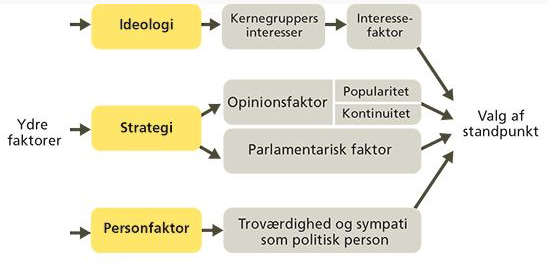 Ideologi
Kernegruppers
interesser
Interesse-
faktor
Ydre
faktorer
Strategi
Opinionsfaktor
Popularitet
Kontinuitet
Parlamentarisk faktor
Valg af
standpunkt
Personfaktor
Troværdighed og sympati
som politisk person